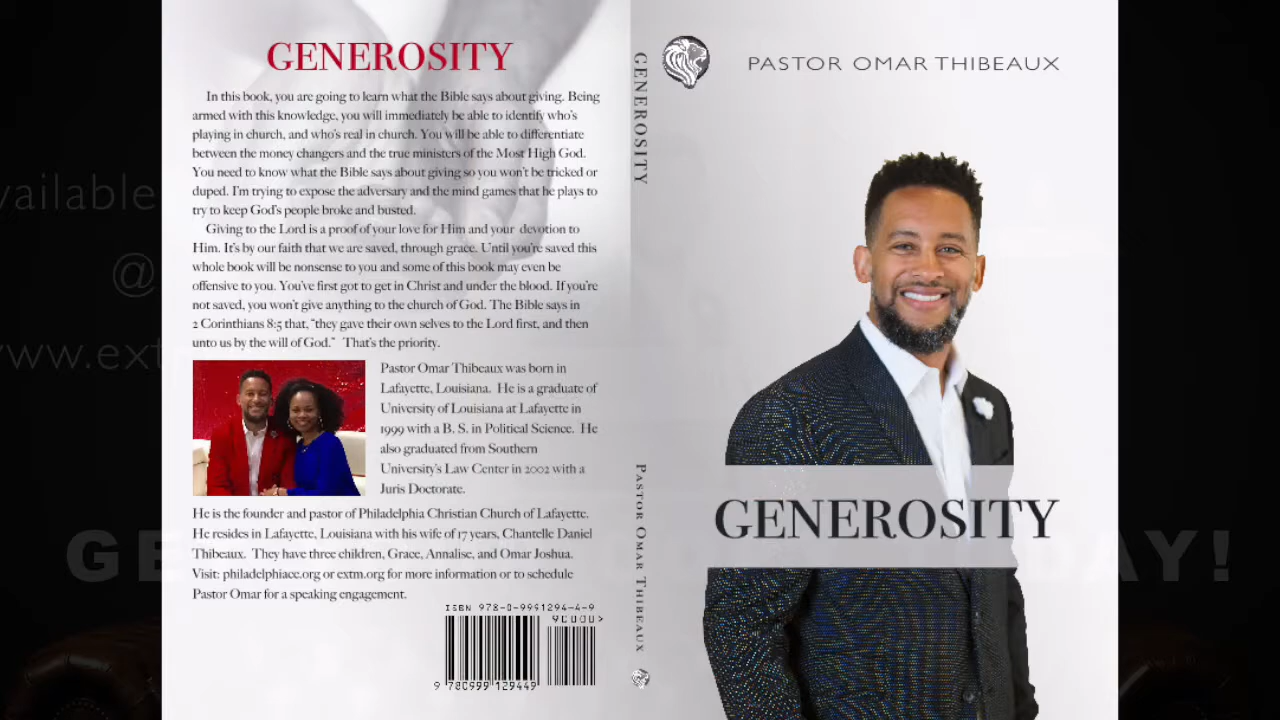 GENEROSITY
In this book, you are going to learn what the Bible says about giving. Being
armed with this knowledge, you will immediately be able to identify who's
playing in church, and who's real in church. You will be able to differentiate
between the money changers and the true ministers of the Most High God.
You need to know what the Bible says about giving so you won't be tricked or
duped. I'm trying to expose the adversary and the mind games that he plays to
try to keep God's people broke and busted.
Giving to the Lord is a proof of your love for Him and your devotion to
Him. It's by our faith that we are saved, through grace. Until you're saved this
whole book will be nonsense to you and some of this book may even be
offensive to you. You've first got to get in Christ and under the blood. If you're
not saved, you won't give anything to the church of God. The Bible says in
2 Corinthians 8:5 that, "they gave their own selves to the Lord first, and then
unto us by the will of God." That's the priority.
Pastor Omar Thibeaux was born in
Lafayette, Louisiana. He is a graduate of
University of Louisiana at Lafayette in
1999 with a B. S. in Political Science. He
also graduated from Southern
University's Law Center in 2002 with a
Juris Doctorate.
He is the founder and pastor of Philadelphia Christian Church of Lafayette.
He resides in Lafayette, Louisiana with his wife of 17 years, Chantelle Daniel
Thibeaux. They have three children, Grace, Annalise, and Omar Joshua.
Visit: philadelphiacc.org or extm.org for more information or to schedule
Pastor Omar for a speaking engagement.
ISBN 978-0-9991294-4-9
90000>
9 780999 129449
GENEROSITY
PASTOR OMAR THIBEAUX
PASTOR OMAR THIBEAUX
GENEROSITY
vailable
@
www.ext
GE
AY!